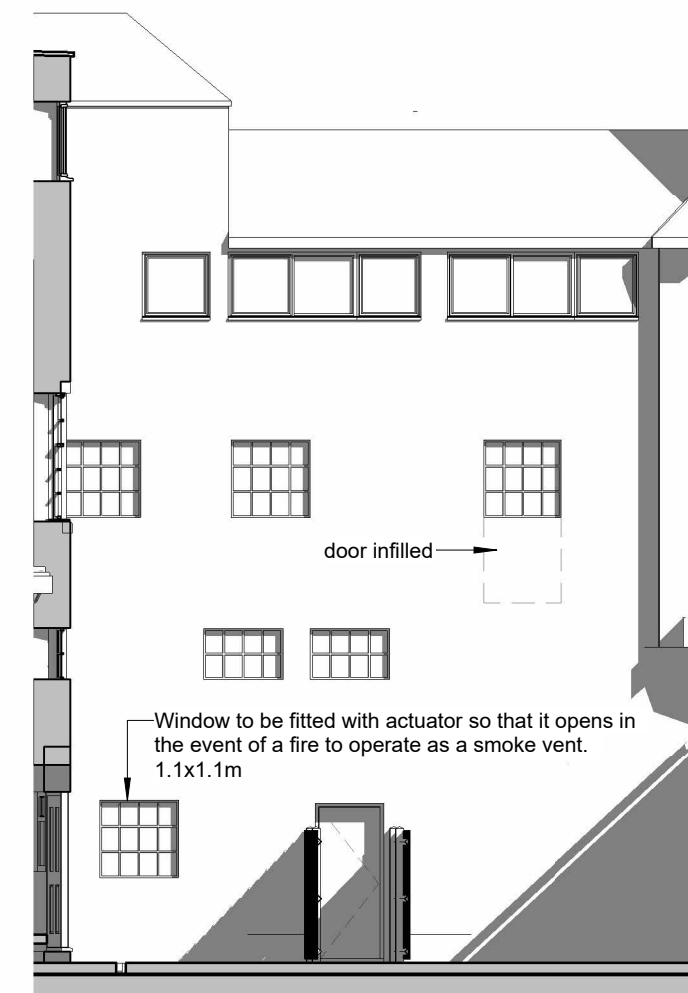 door infilled
Window to be fitted with actuator so that it opens in
the event of a fire to operate as a smoke vent.
1.1x1.1m